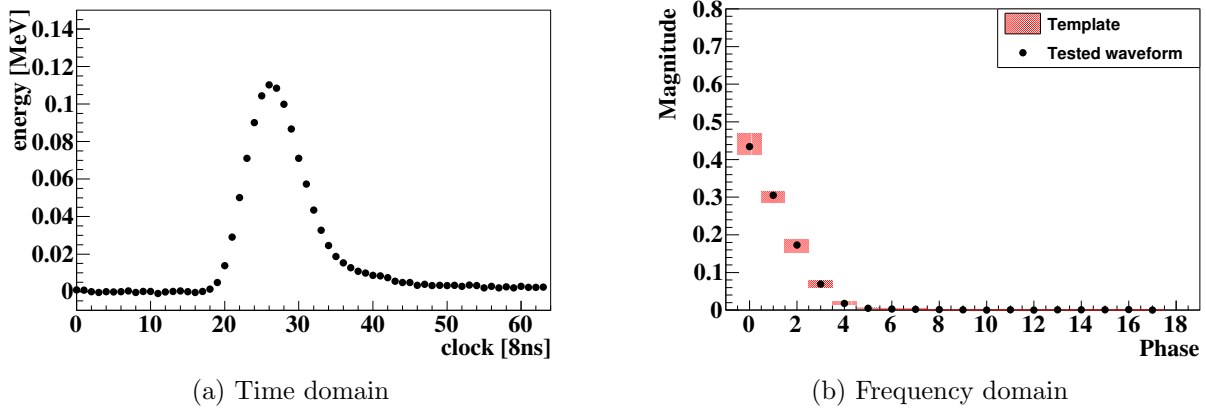 energy [MeV]
0.14
0.12
0.1
0.08
0.06
0.04
0.02
0
0 10 20 30 40 50 60
clock [8ns]
(a) Time domain
Magnitude
0.8
0.7
0.6
0.5
0.4
0.3
0.2
0.1
0
Template
Tested waveform
0 2 4 6 8 10 12 14 16 18
Phase
(b) Frequency domain